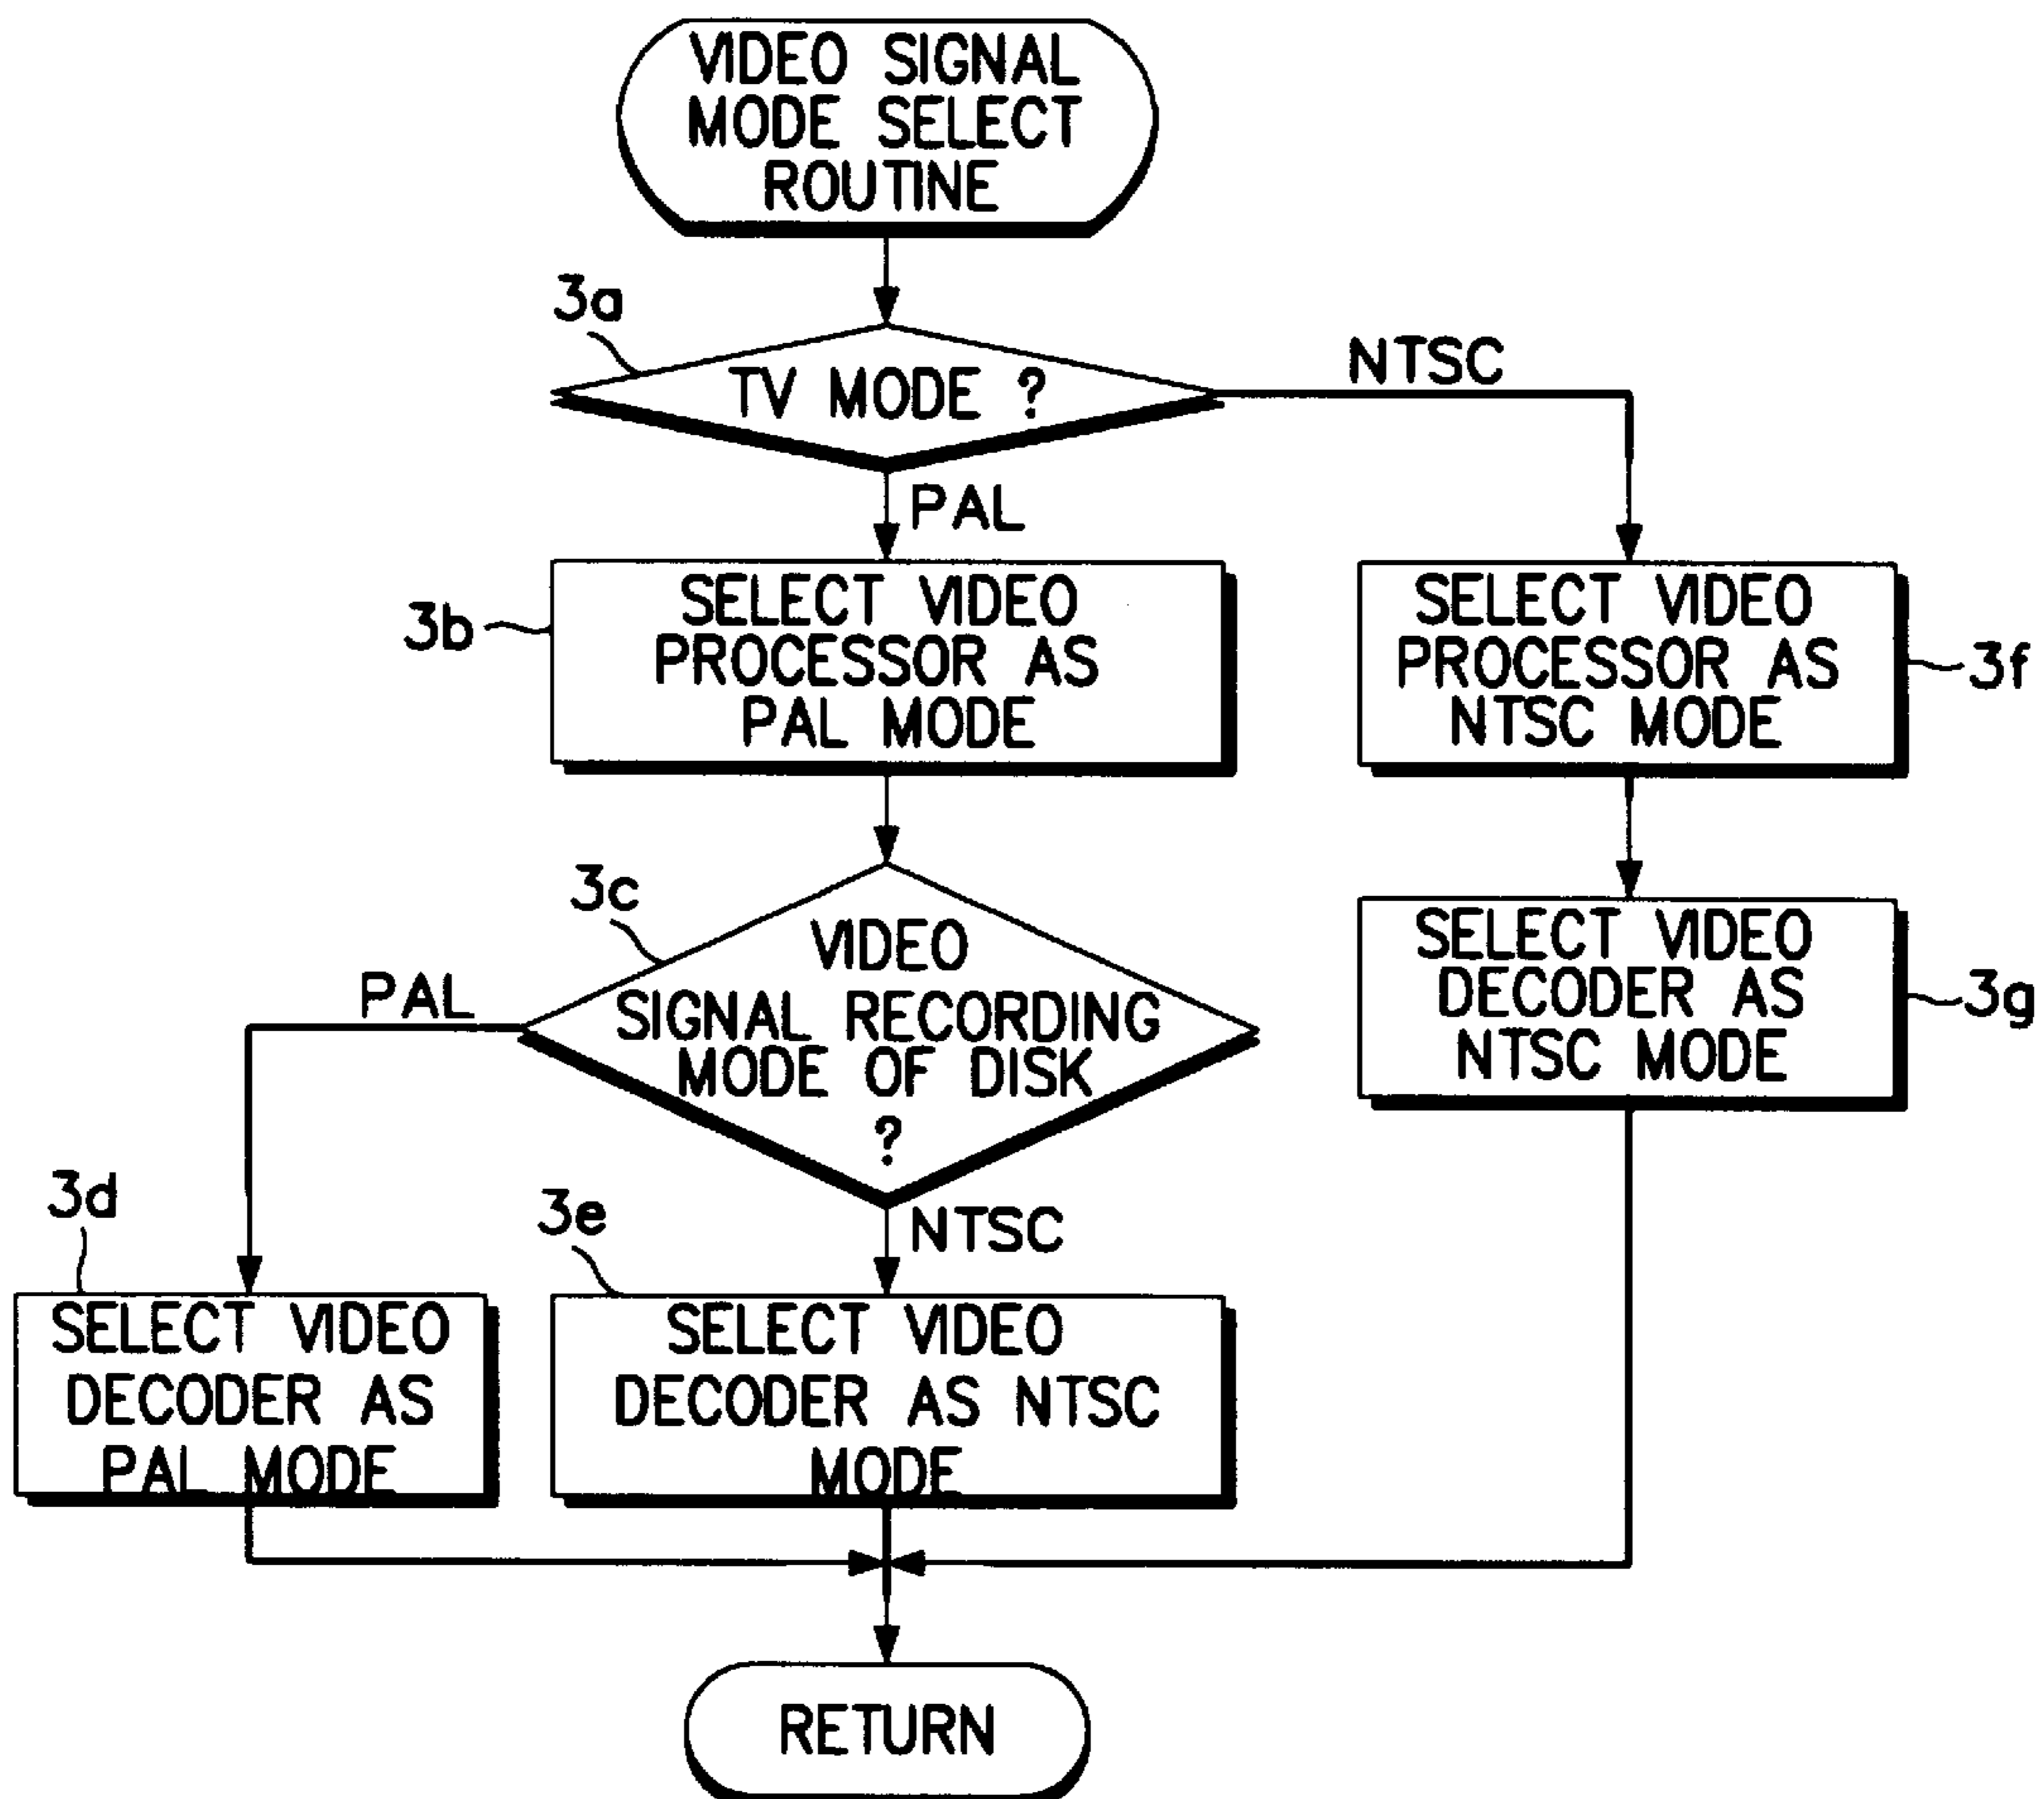 VIDEO SIGNAL
MODE SELECT
ROUTINE
3a
TV MODE ?
NTSC
PAL
3b
SELECT VIDEO
PROCESSOR AS
PAL MODE
SELECT VIDEO
PROCESSOR AS
NTSC MODE
3f
3c
VIDEO
SIGNAL RECORDING
MODE OF DISK
?
PAL
NTSC
SELECT VIDEO
DECODER AS
NTSC MODE
3g
3d
SELECT VIDEO
DECODER AS
PAL MODE
3e
SELECT VIDEO
DECODER AS NTSC
MODE
RETURN